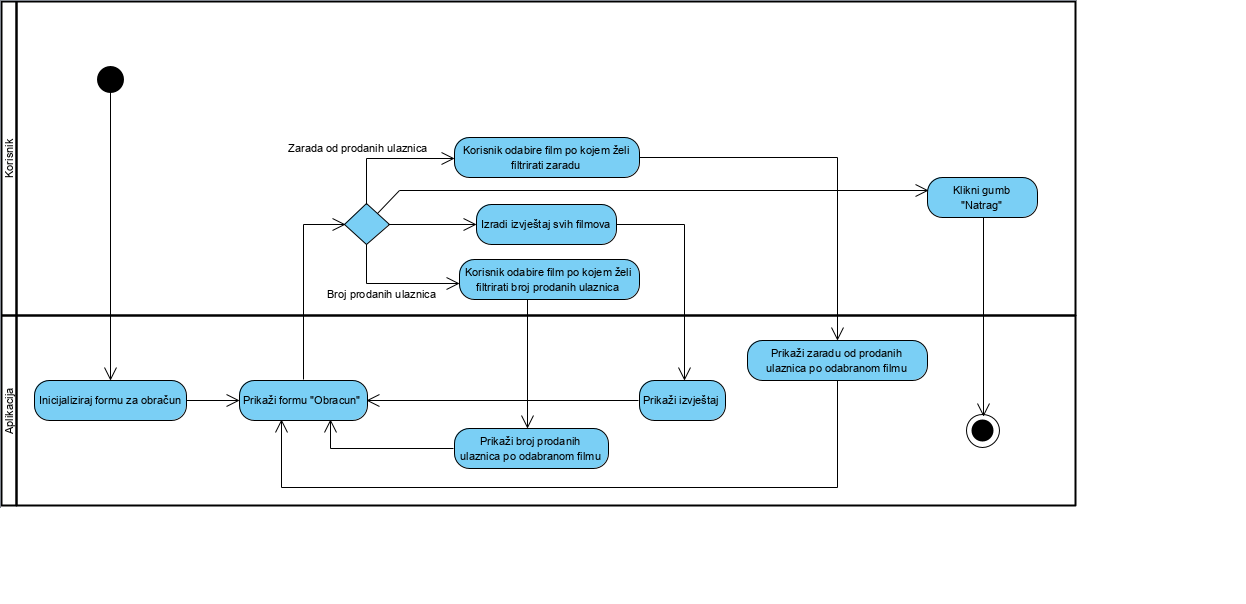 Korisnik
Zarada od prodanih ulaznica
Korisnik odabire film po kojem želi
filtrirati zaradu
Klikni gumb
"Natrag"
Izradi izvještaj svih filmova
Korisnik odabire film po kojem želi
filtrirati broj prodanih ulaznica
Broj prodanih ulaznica
Aplikacija
Prikaži zaradu od prodanih
ulaznica po odabranom filmu
Inicijaliziraj formu za obračun
Prikaži formu "Obracun"
Prikaži izvještaj
Prikaži broj prodanih
ulaznica po odabranom filmu